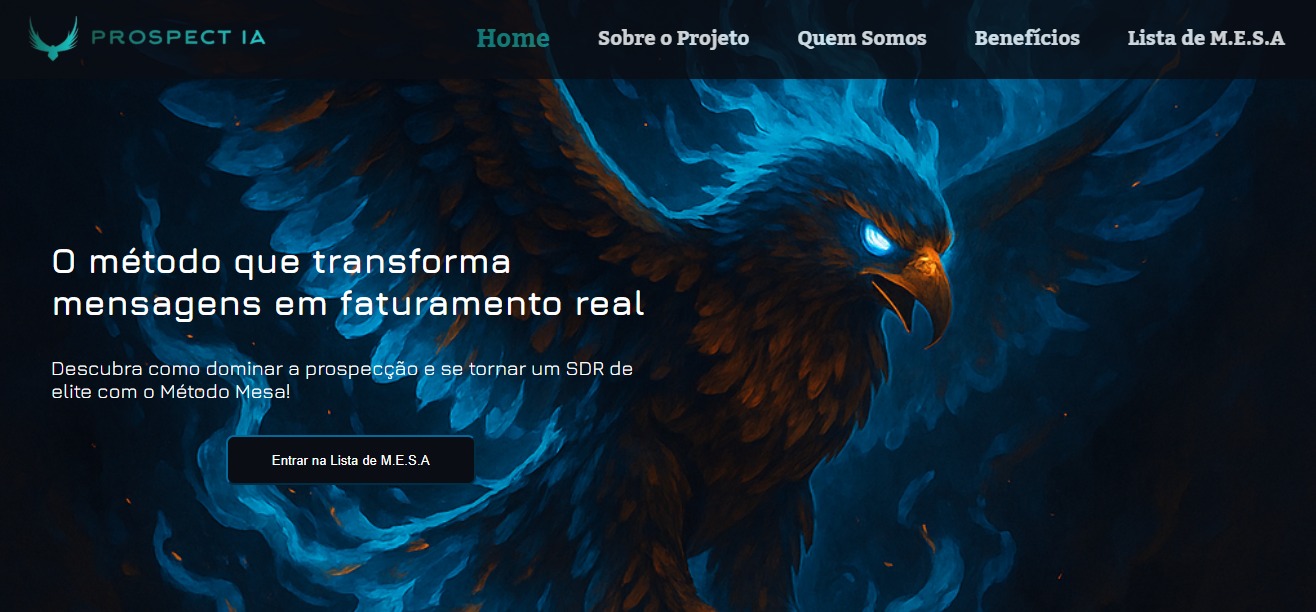 PROSPECT IA
Home
Sobre o Projeto
Quem Somos
Benefícios
Lista de M.E.S.A
O método que transforma
mensagens em faturamento real
Descubra como dominar a prospecção e se tornar um SDR de
elite com o Método Mesa!
Entrar na Lista de M.E.S.A